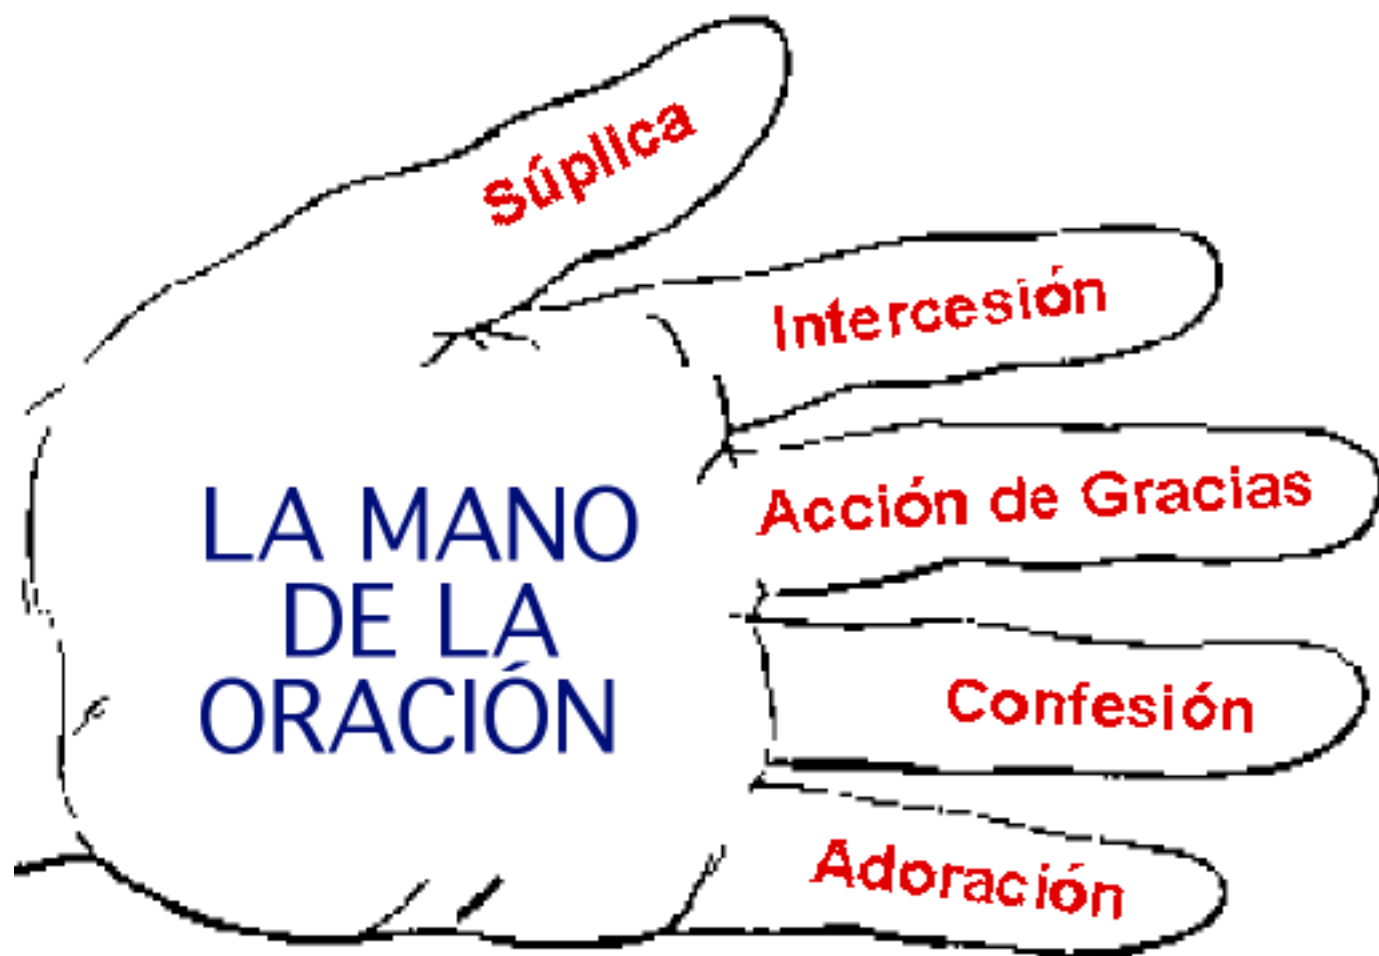 Súplica
Intercesión
Acción de Gracias
Confesión
Adoración
LA MANO
DE LA
ORACIÓN